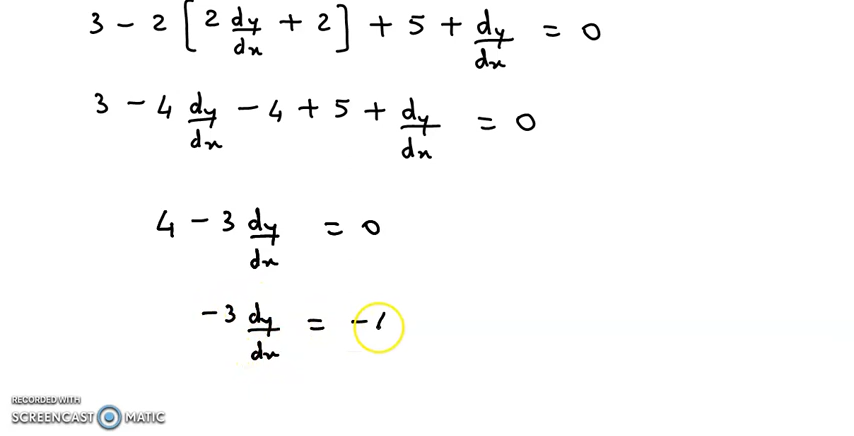 3 - 2 [ 2 dy/dx + 2 ] + 5 + dy/dx = 0
3 - 4 dy/dx - 4 + 5 + dy/dx = 0
4 - 3 dy/dx = 0
-3 dy/dx = -
RECORDED WITH
SCREENCAST MATIC